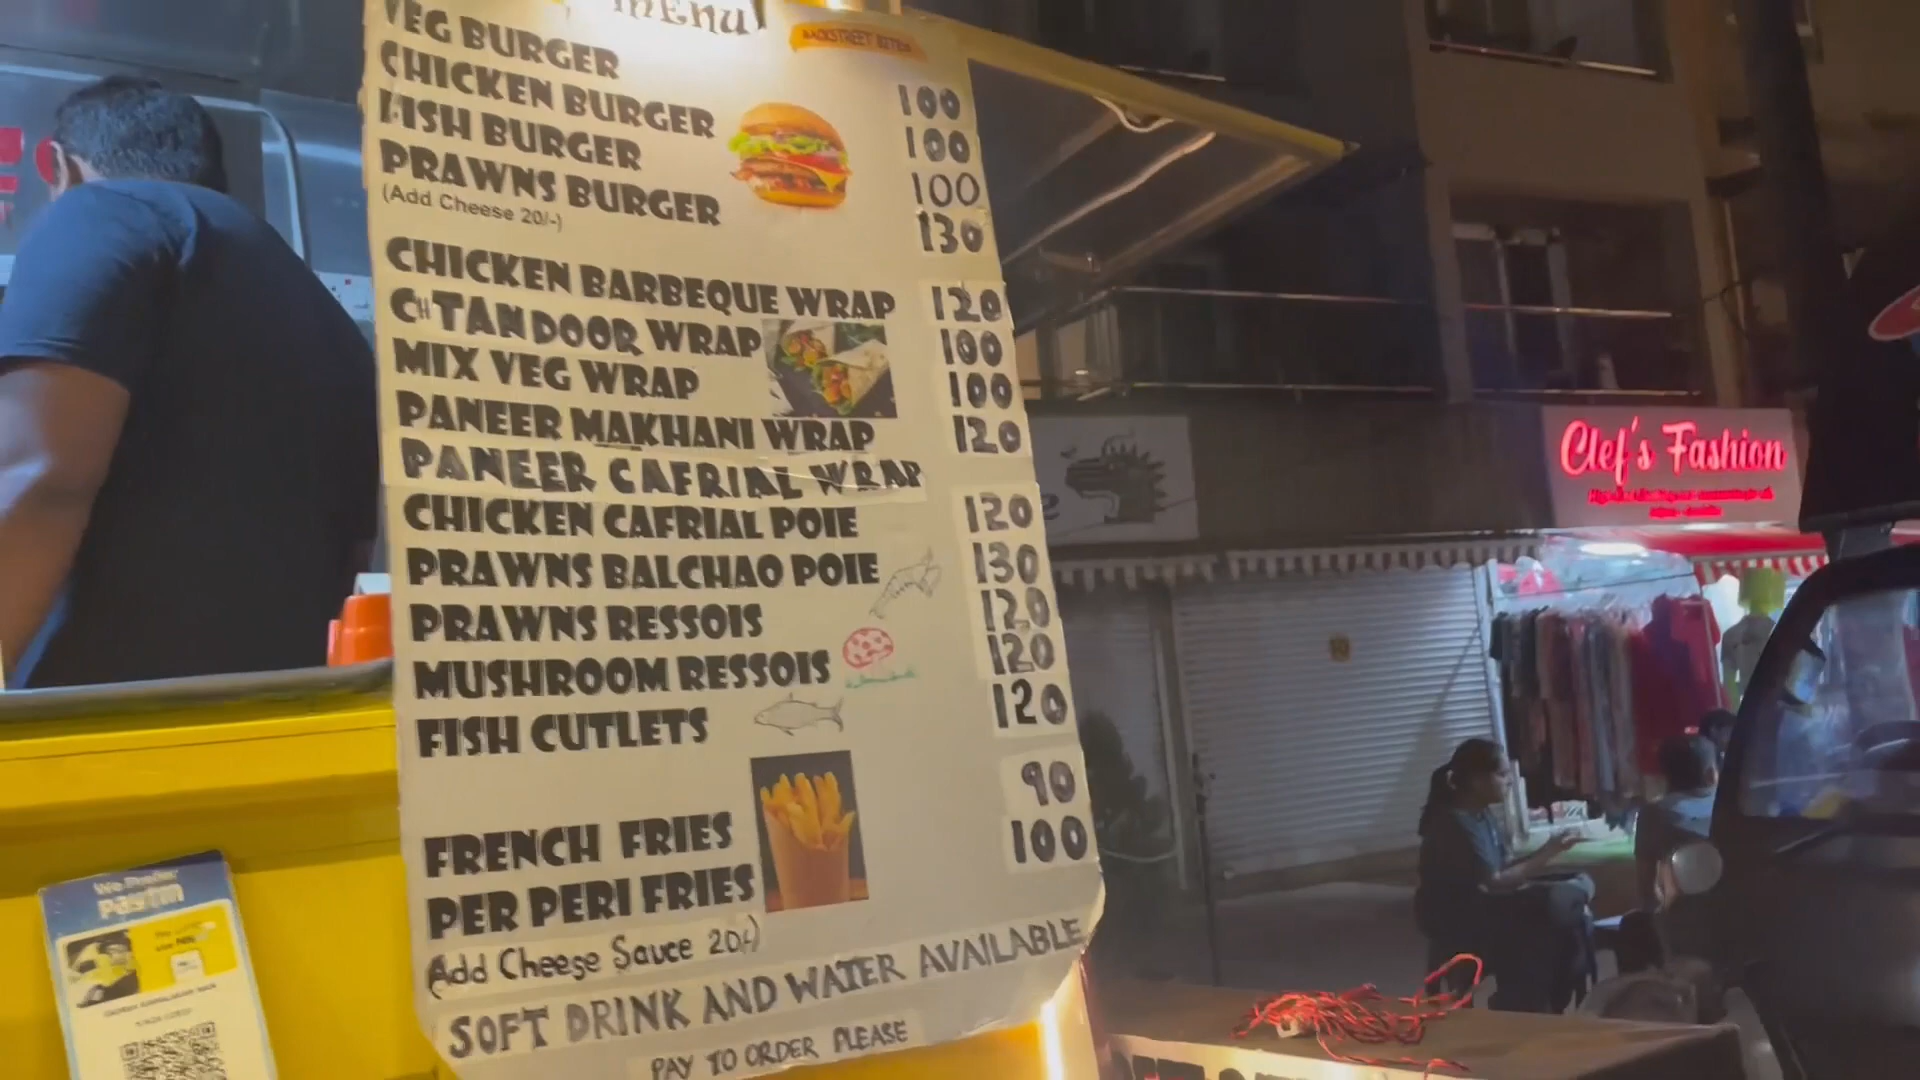 MENU
BACKSTREET BITES
VEG BURGER 100
CHICKEN BURGER 100
FISH BURGER 100
PRAWNS BURGER 130
(Add Cheese 20/-)
CHICKEN BARBEQUE WRAP 120
CH TANDOOR WRAP 100
MIX VEG WRAP 100
PANEER MAKHANI WRAP 120
PANEER CAFRIAL WRAP
CHICKEN CAFRIAL POIE 120
PRAWNS BALCHAO POIE 130
PRAWNS RESSOIS 120
MUSHROOM RESSOIS 120
FISH CUTLETS 120
FRENCH FRIES 90
PER PERI FRIES 100
(Add Cheese Sauce 20/-)
SOFT DRINK AND WATER AVAILABLE
PAY TO ORDER PLEASE
Paytm
Clef's Fashion